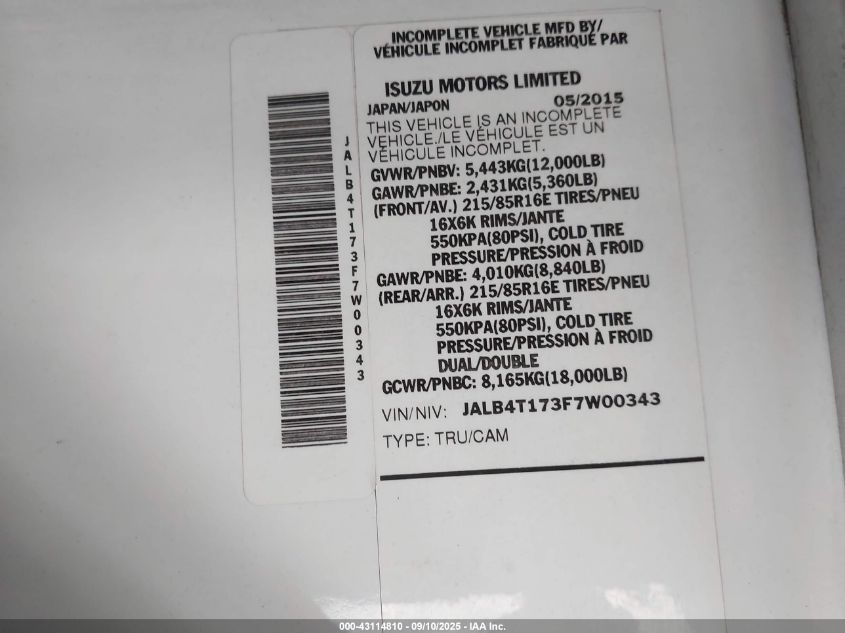 INCOMPLETE VEHICLE MFD BY/
VÉHICULE INCOMPLET FABRIQUÉ PAR
ISUZU MOTORS LIMITED
JAPAN/JAPON 05/2015
THIS VEHICLE IS AN INCOMPLETE
VEHICLE./LE VÉHICULE EST UN
VÉHICULE INCOMPLET.
GVWR/PNBV: 5,443KG(12,000LB)
GAWR/PNBE: 2,431KG(5,360LB)
(FRONT/AV.) 215/85R16E TIRES/PNEU
16X6K RIMS/JANTE
550KPA(80PSI), COLD TIRE
PRESSURE/PRESSION À FROID
GAWR/PNBE: 4,010KG(8,840LB)
(REAR/ARR.) 215/85R16E TIRES/PNEU
16X6K RIMS/JANTE
550KPA(80PSI), COLD TIRE
PRESSURE/PRESSION À FROID
DUAL/DOUBLE
GCWR/PNBC: 8,165KG(18,000LB)
VIN/NIV: JALB4T173F7W00343
TYPE: TRU/CAM
JALB4T173F7W00343
000-43114810 - 09/10/2025 - IAA Inc.